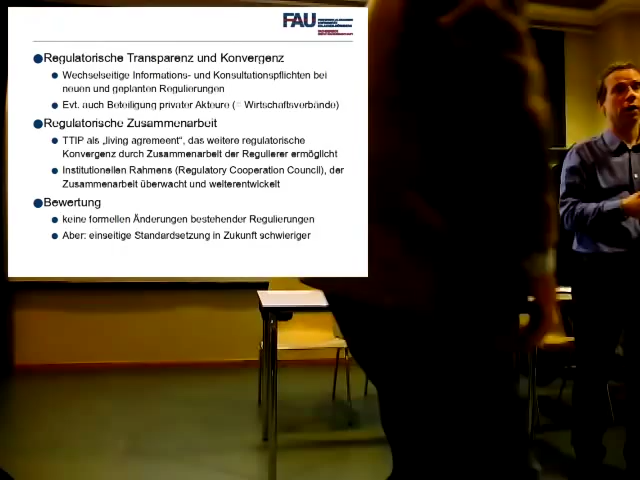 FAU
Regulatorische Transparenz und Konvergenz
Wechselseitige Informations- und Konsultationspflichten bei
neuen und geplanten Regulierungen
Evt. auch Beteiligung privater Akteure (= Wirtschaftsverbände)
Regulatorische Zusammenarbeit
TTIP als „living agreement“, das weitere regulatorische
Konvergenz durch Zusammenarbeit der Regulierer ermöglicht
Institutionellen Rahmens (Regulatory Cooperation Council), der
Zusammenarbeit überwacht und weiterentwickelt
Bewertung
keine formellen Änderungen bestehender Regulierungen
Aber: einseitige Standardsetzung in Zukunft schwieriger